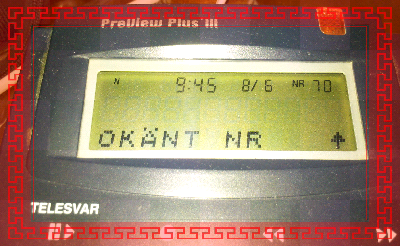 PreView Plus III
N 9:45 8/6 NR 70
OKÄNT NR
TELESVAR